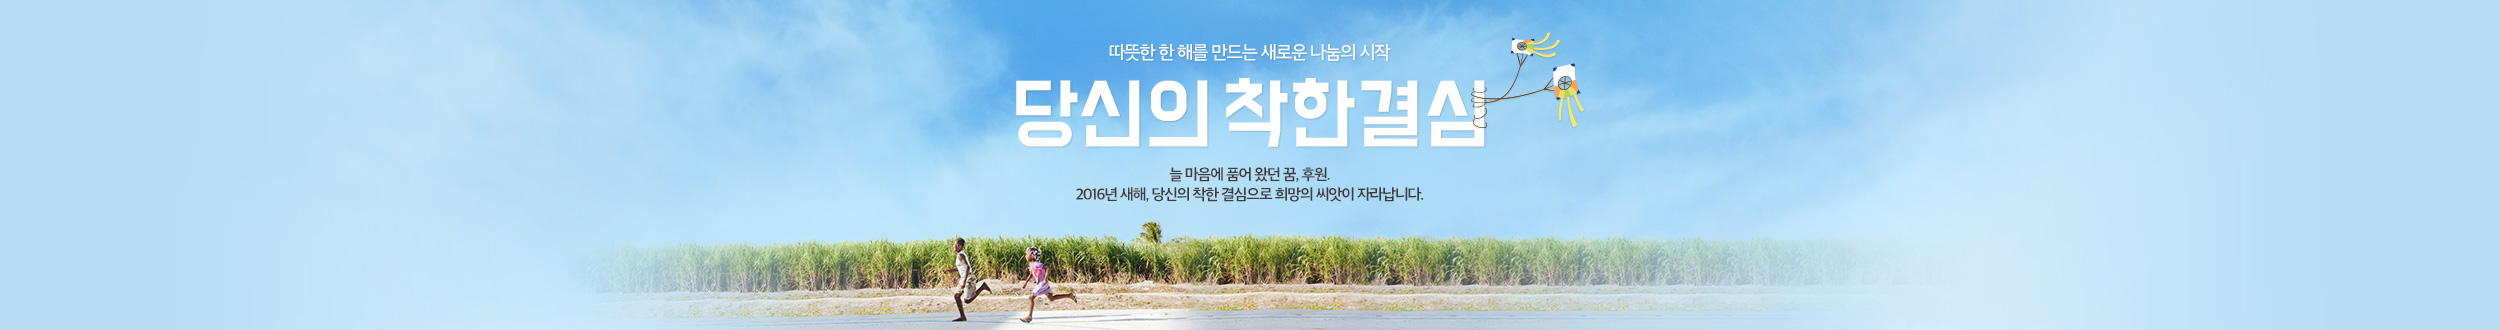 따뜻한 한 해를 만드는 새로운 나눔의 시작
당신의 착한결심
늘 마음에 품어 왔던 꿈, 후원.
2016년 새해, 당신의 착한 결심으로 희망의 씨앗이 자라납니다.